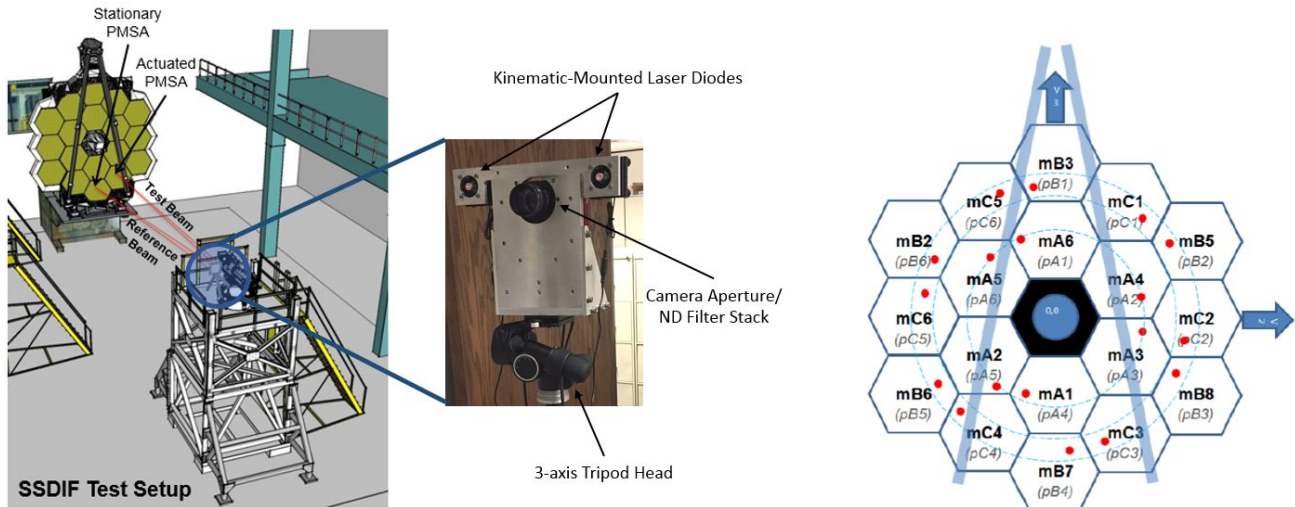 Stationary
PMSA
Actuated
PMSA
Test Beam
Reference
Beam
SSDIF Test Setup
Kinematic-Mounted Laser Diodes
Camera Aperture/
ND Filter Stack
3-axis Tripod Head
V
3
mB3
(pB1)
mC5
(pC6)
mC1
(pC1)
mB2
(pB6)
mA6
(pA1)
mB5
(pB2)
mA5
(pA6)
mA4
(pA2)
0,0
mC6
(pC5)
mC2
(pC2)
V
2
mA2
(pA5)
mA3
(pA3)
mB6
(pB5)
mA1
(pA4)
mB8
(pB3)
mC4
(pC4)
mC3
(pC3)
mB7
(pB4)